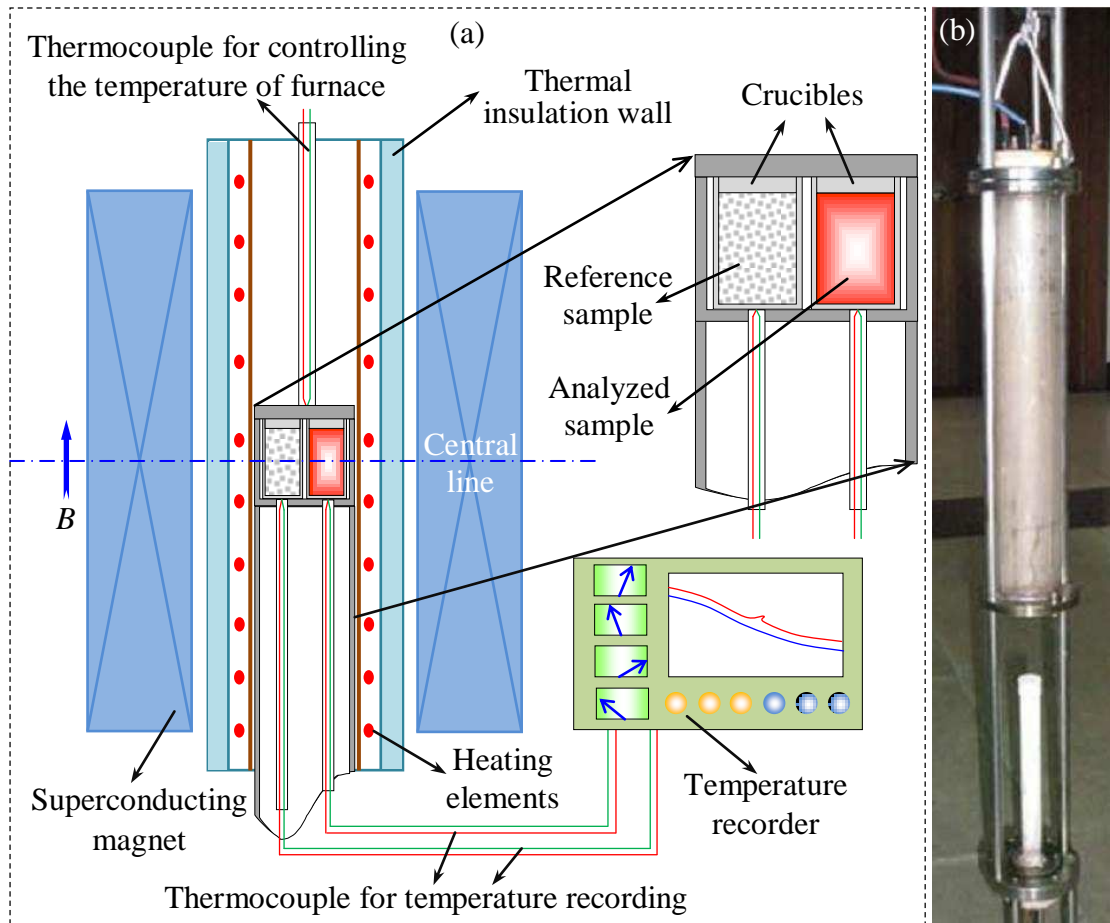 (a)
Thermocouple for controlling
the temperature of furnace
Thermal
insulation wall
Crucibles
Reference
sample
Analyzed
sample
Central
line
B
Superconducting
magnet
Heating
elements
Temperature
recorder
Thermocouple for temperature recording
(b)